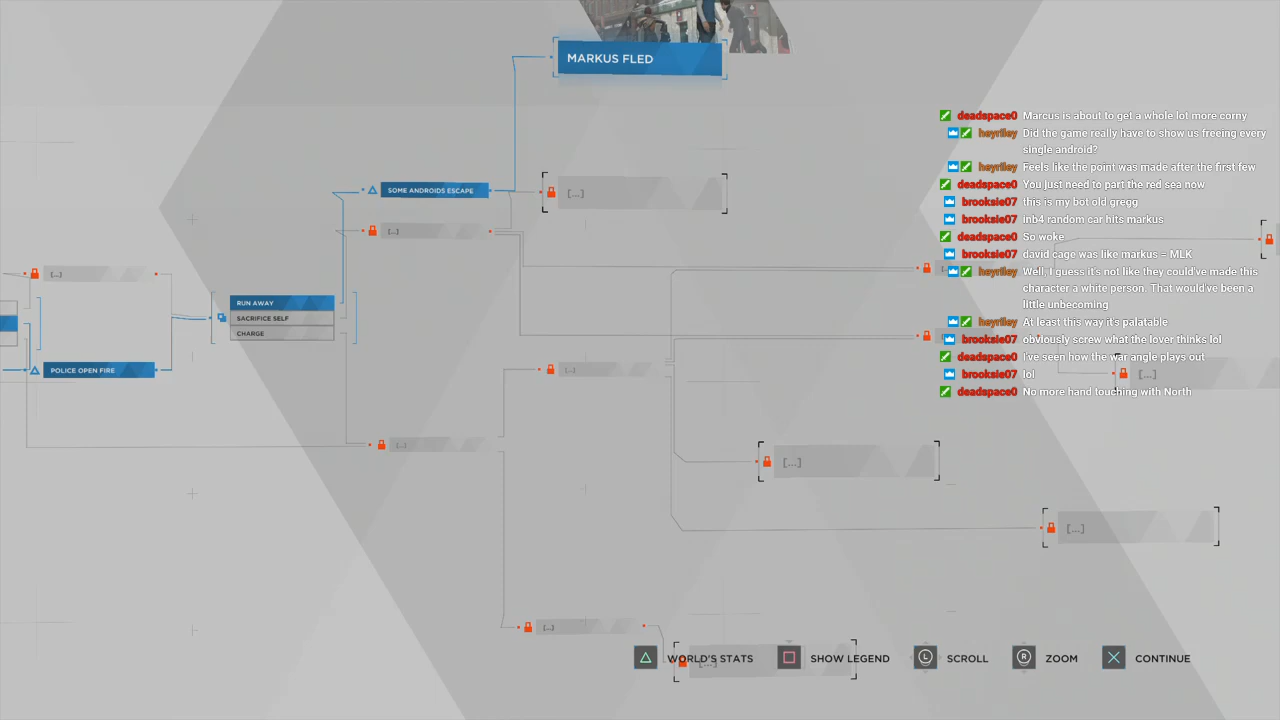 MARKUS FLED
SOME ANDROIDS ESCAPE
[...]
[...]
[...]
RUN AWAY
SACRIFICE SELF
CHARGE
POLICE OPEN FIRE
[...]
[...]
[...]
[...]
[...]
[...]
deadspace0 Marcus is about to get a whole lot more corny
heyriley Did the game really have to show us freeing every
single android?
heyriley Feels like the point was made after the first few
deadspace0 You just need to part the red sea now
brooksie07 this is my bot old gregg
brooksie07 inb4 random car hits markus
deadspace0 So woke
brooksie07 david cage was like markus = MLK
heyriley Well, I guess it's not like they could've made this
character a white person. That would've been a
little unbecoming
heyriley At least this way it's palatable
brooksie07 obviously screw what the lover thinks lol
deadspace0 I've seen how the war angle plays out
brooksie07 lol
deadspace0 No more hand touching with North
[...]
WORLD'S STATS
SHOW LEGEND
L SCROLL
R ZOOM
CONTINUE